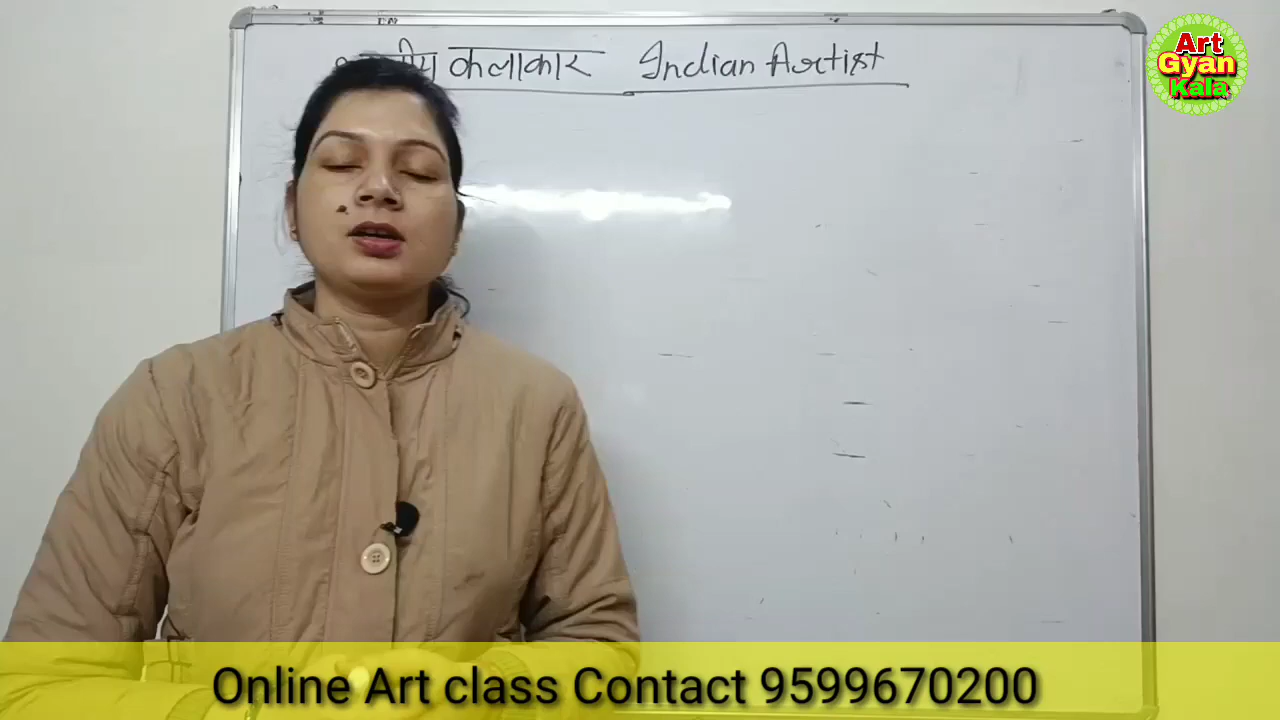 कलाकार Indian Artist
Art
Gyan
Kala
Online Art class Contact 9599670200